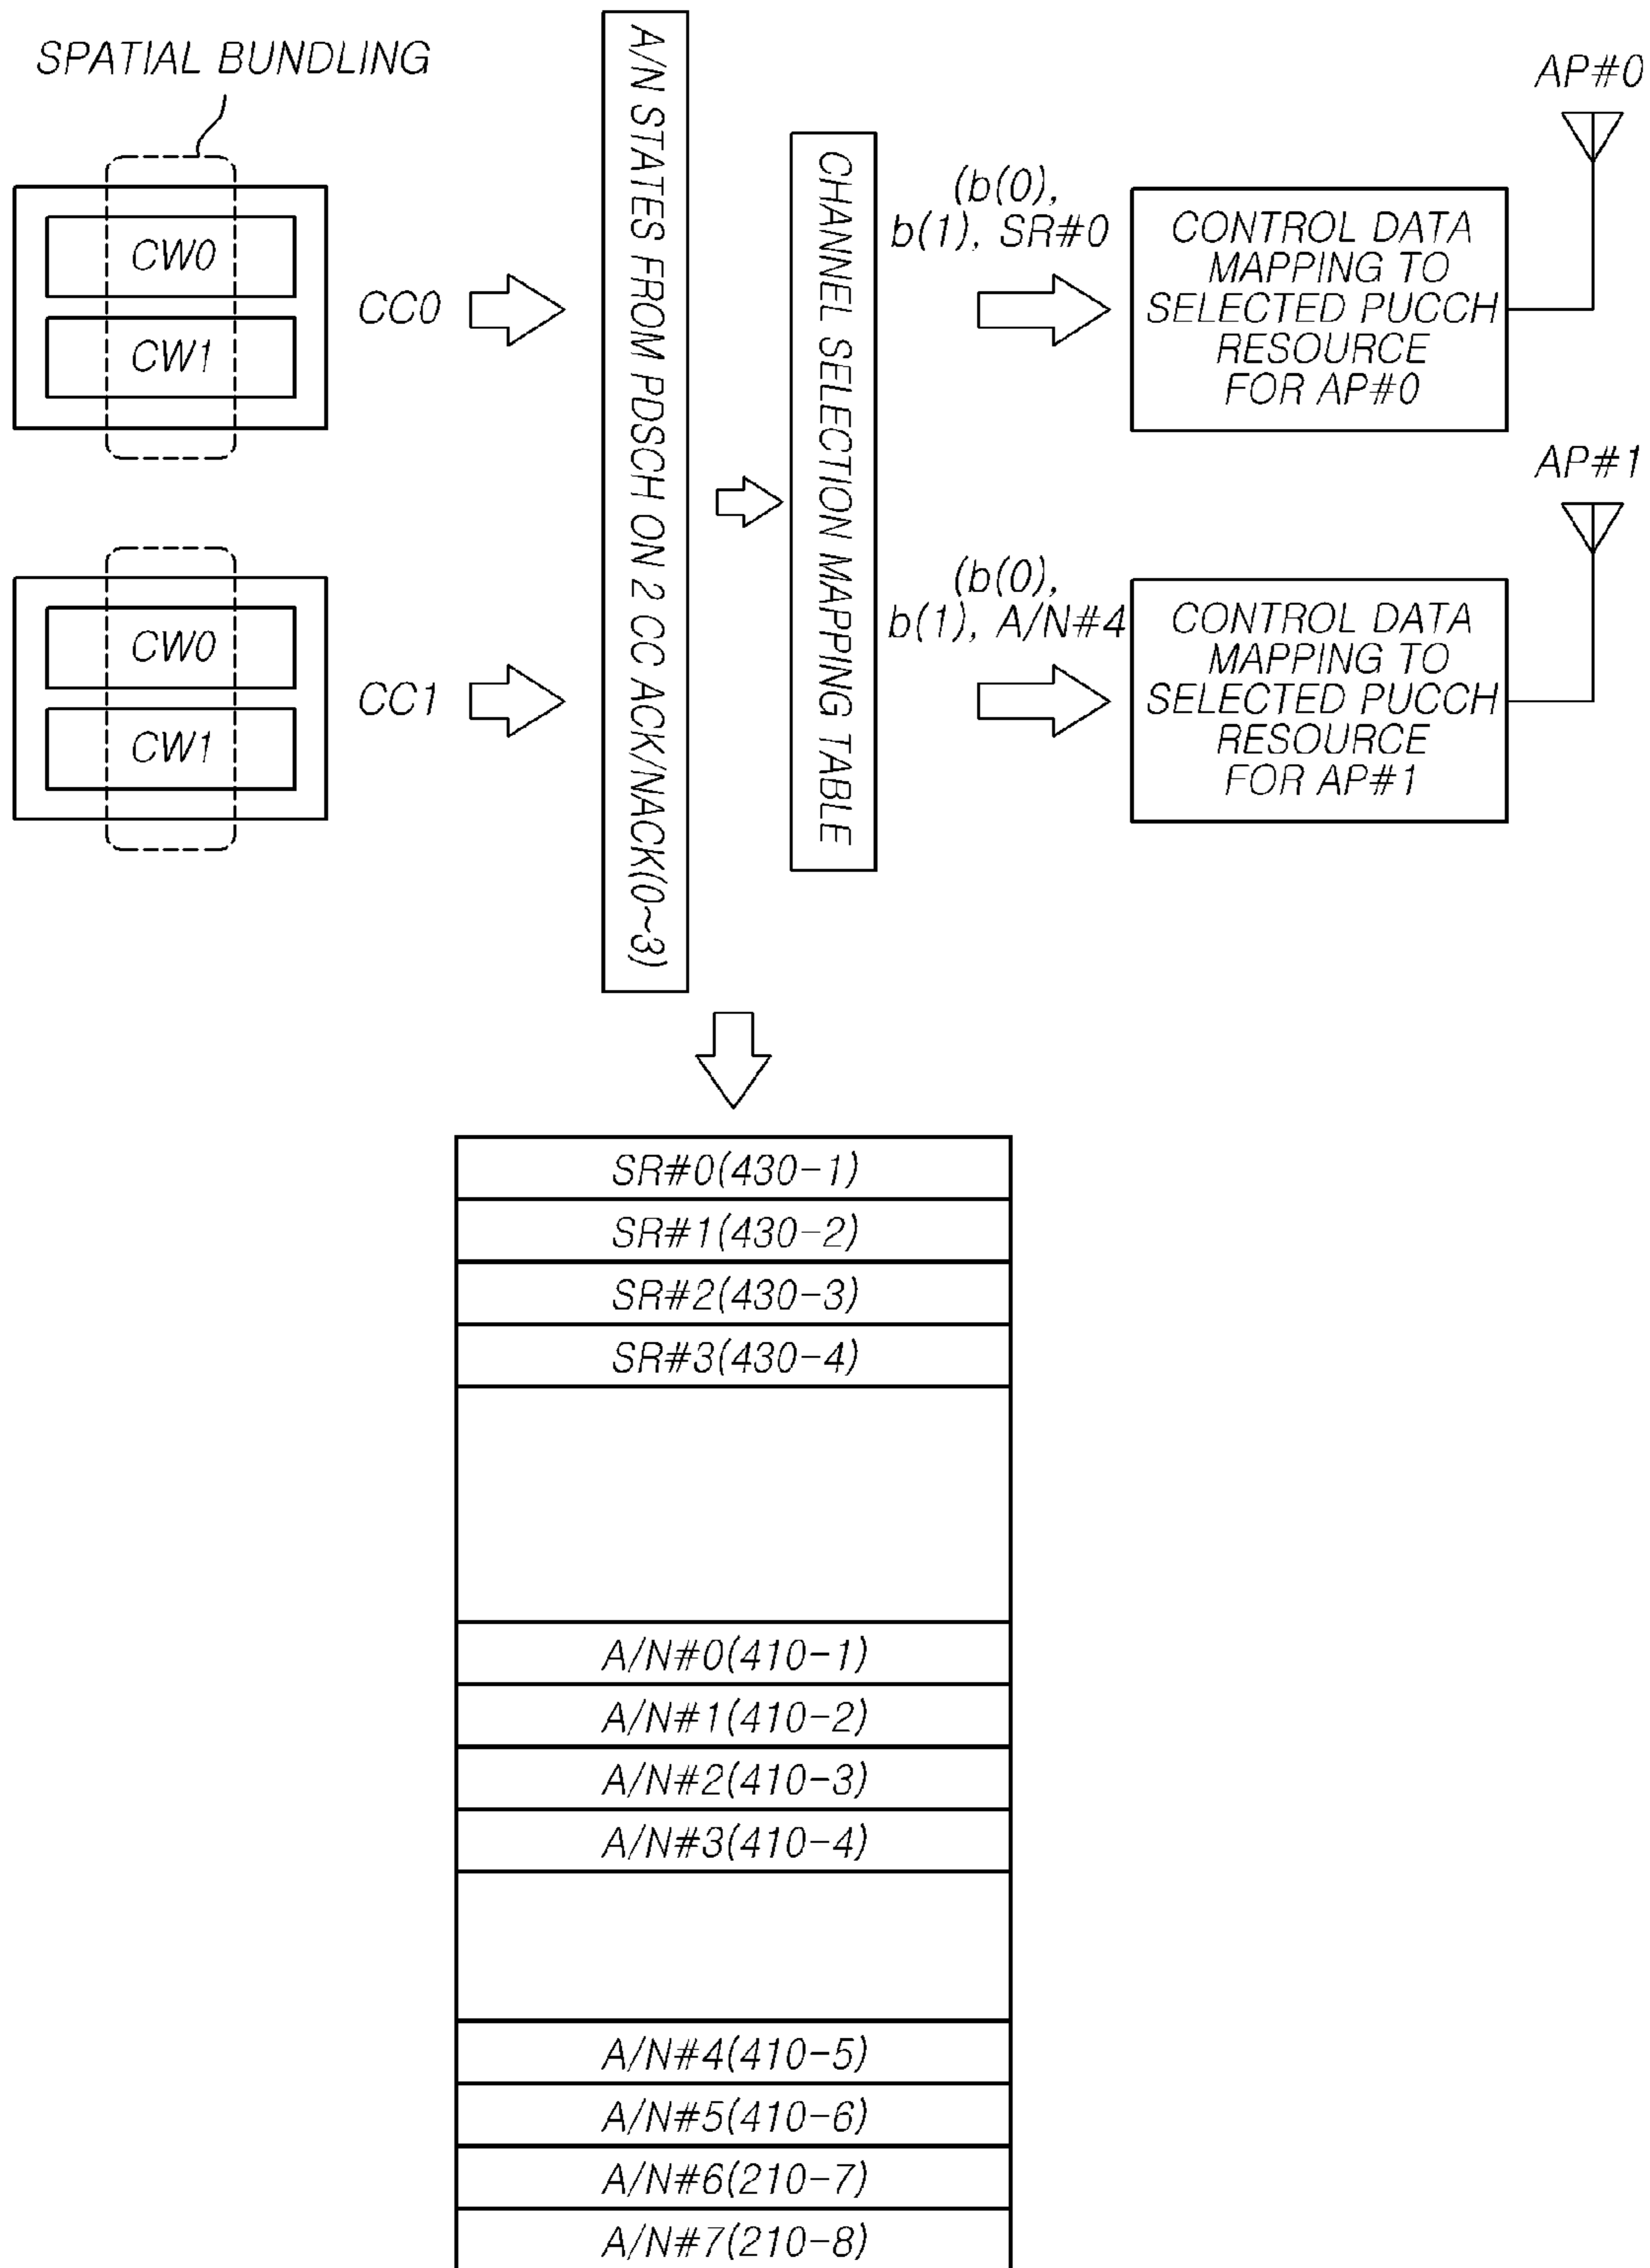 SPATIAL BUNDLING
CW0
CW1
CC0
CW0
CW1
CC1
A/N STATES FROM PDSCH ON 2 CC ACK/NACK(0~3)
CHANNEL SELECTION MAPPING TABLE
(b(0),
b(1), SR#0
CONTROL DATA
MAPPING TO
SELECTED PUCCH
RESOURCE
FOR AP#0
AP#0
(b(0),
b(1), A/N#4
CONTROL DATA
MAPPING TO
SELECTED PUCCH
RESOURCE
FOR AP#1
AP#1
SR#0(430-1)
SR#1(430-2)
SR#2(430-3)
SR#3(430-4)
A/N#0(410-1)
A/N#1(410-2)
A/N#2(410-3)
A/N#3(410-4)
A/N#4(410-5)
A/N#5(410-6)
A/N#6(210-7)
A/N#7(210-8)